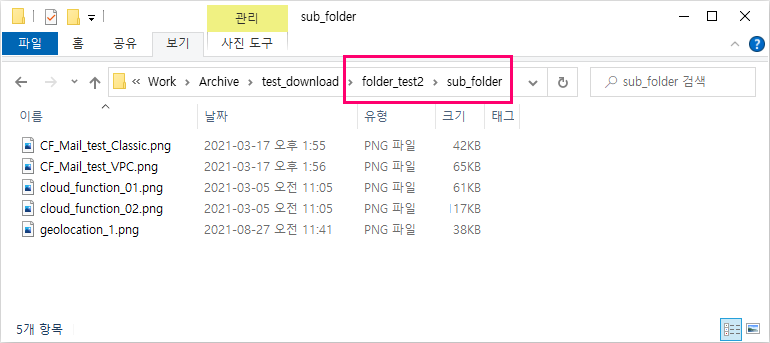 관리 sub_folder
파일 홈 공유 보기 사진 도구
« Work > Archive > test_download > folder_test2 > sub_folder sub_folder 검색
이름 날짜 유형 크기 태그
CF_Mail_test_Classic.png 2021-03-17 오후 1:55 PNG 파일 42KB
CF_Mail_test_VPC.png 2021-03-17 오후 1:56 PNG 파일 65KB
cloud_function_01.png 2021-03-05 오전 11:05 PNG 파일 61KB
cloud_function_02.png 2021-03-05 오전 11:05 PNG 파일 117KB
geolocation_1.png 2021-08-27 오전 11:41 PNG 파일 38KB
5개 항목